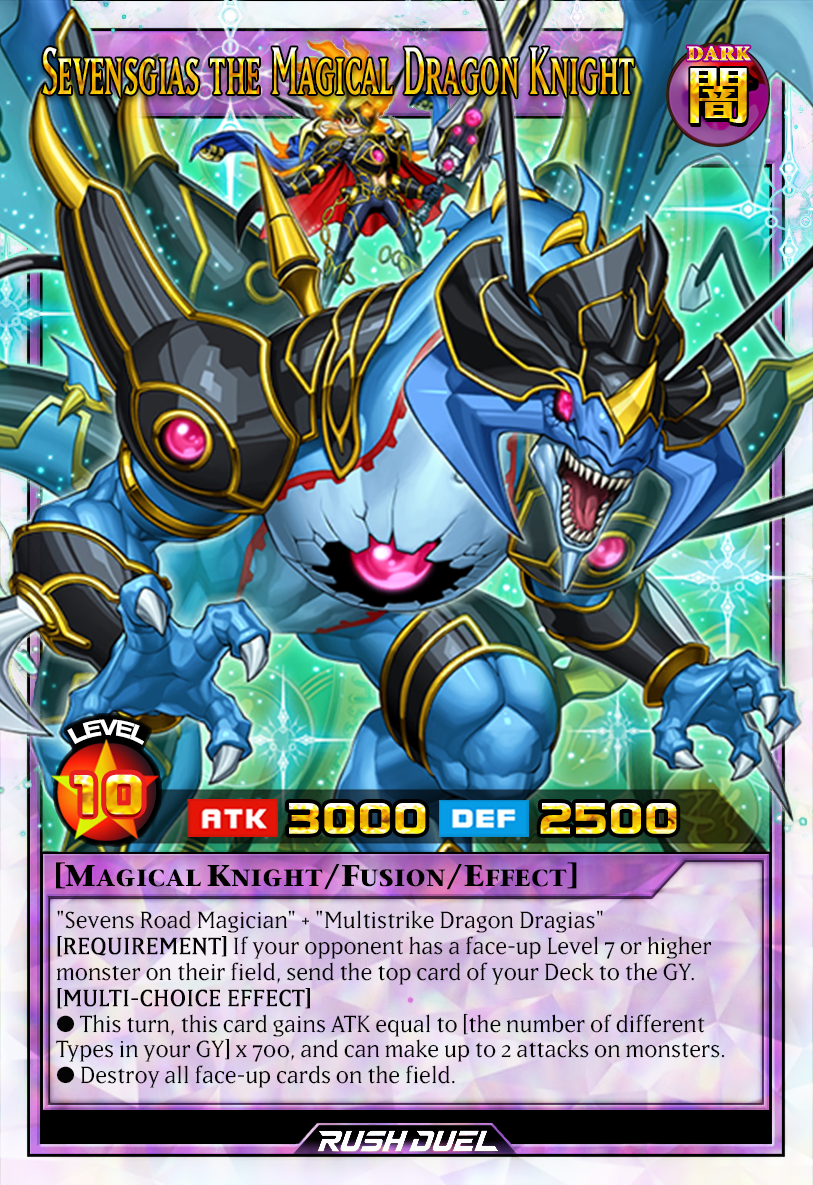 Sevensgias the Magical Dragon Knight
DARK
闇
LEVEL
10
ATK 3000 DEF 2500
[Magical Knight/Fusion/Effect]
"Sevens Road Magician" + "Multistrike Dragon Dragias"
[REQUIREMENT] If your opponent has a face-up Level 7 or higher
monster on their field, send the top card of your Deck to the GY.
[MULTI-CHOICE EFFECT]
● This turn, this card gains ATK equal to [the number of different
Types in your GY] x 700, and can make up to 2 attacks on monsters.
● Destroy all face-up cards on the field.
RUSH DUEL